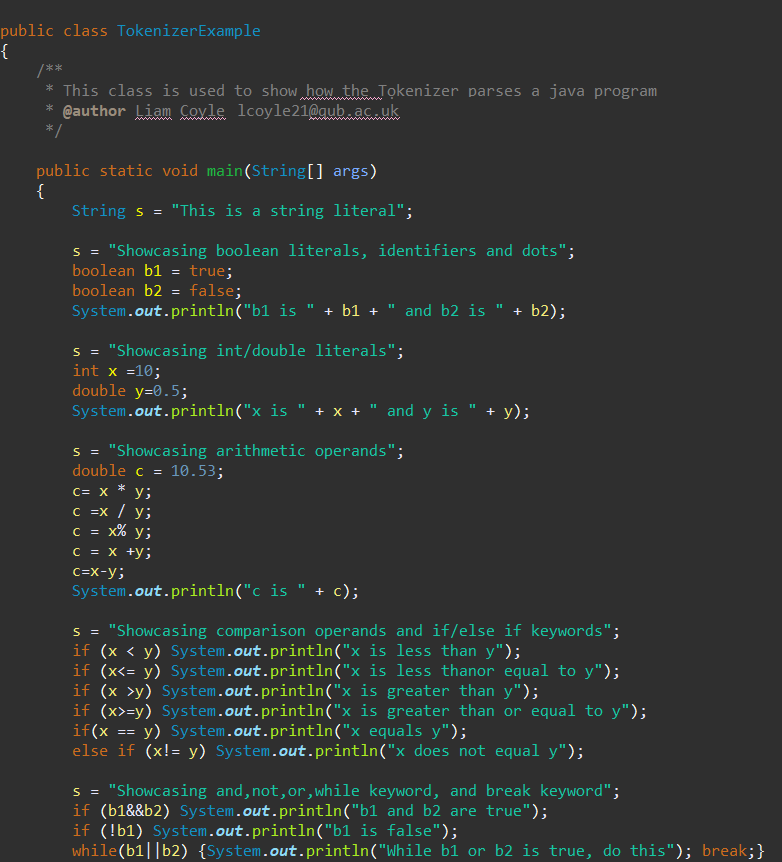 public class TokenizerExample
{
    /**
     * This class is used to show how the Tokenizer parses a java program
     * @author Liam Coyle lcoyle21@qub.ac.uk
     */

    public static void main(String[] args)
    {
        String s = "This is a string literal";

        s = "Showcasing boolean literals, identifiers and dots";
        boolean b1 = true;
        boolean b2 = false;
        System.out.println("b1 is " + b1 + " and b2 is " + b2);

        s = "Showcasing int/double literals";
        int x =10;
        double y=0.5;
        System.out.println("x is " + x + " and y is " + y);

        s = "Showcasing arithmetic operands";
        double c = 10.53;
        c= x * y;
        c =x / y;
        c = x% y;
        c = x +y;
        c=x-y;
        System.out.println("c is " + c);

        s = "Showcasing comparison operands and if/else if keywords";
        if (x < y) System.out.println("x is less than y");
        if (x<= y) System.out.println("x is less thanor equal to y");
        if (x >y) System.out.println("x is greater than y");
        if (x>=y) System.out.println("x is greater than or equal to y");
        if(x == y) System.out.println("x equals y");
        else if (x!= y) System.out.println("x does not equal y");

        s = "Showcasing and,not,or,while keyword, and break keyword";
        if (b1&&b2) System.out.println("b1 and b2 are true");
        if (!b1) System.out.println("b1 is false");
        while(b1||b2) {System.out.println("While b1 or b2 is true, do this"); break;}